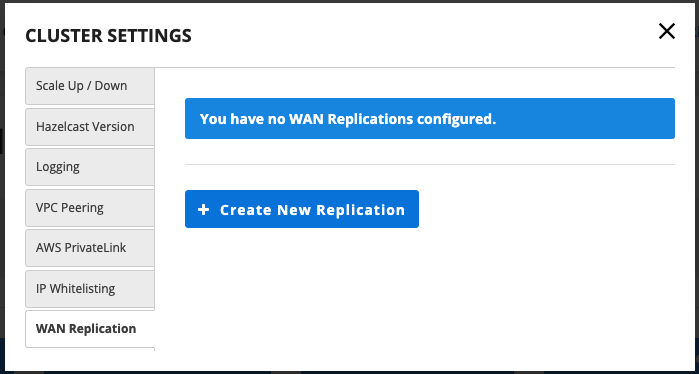 CLUSTER SETTINGS
Scale Up / Down
Hazelcast Version
Logging
VPC Peering
AWS PrivateLink
IP Whitelisting
WAN Replication
You have no WAN Replications configured.
+ Create New Replication